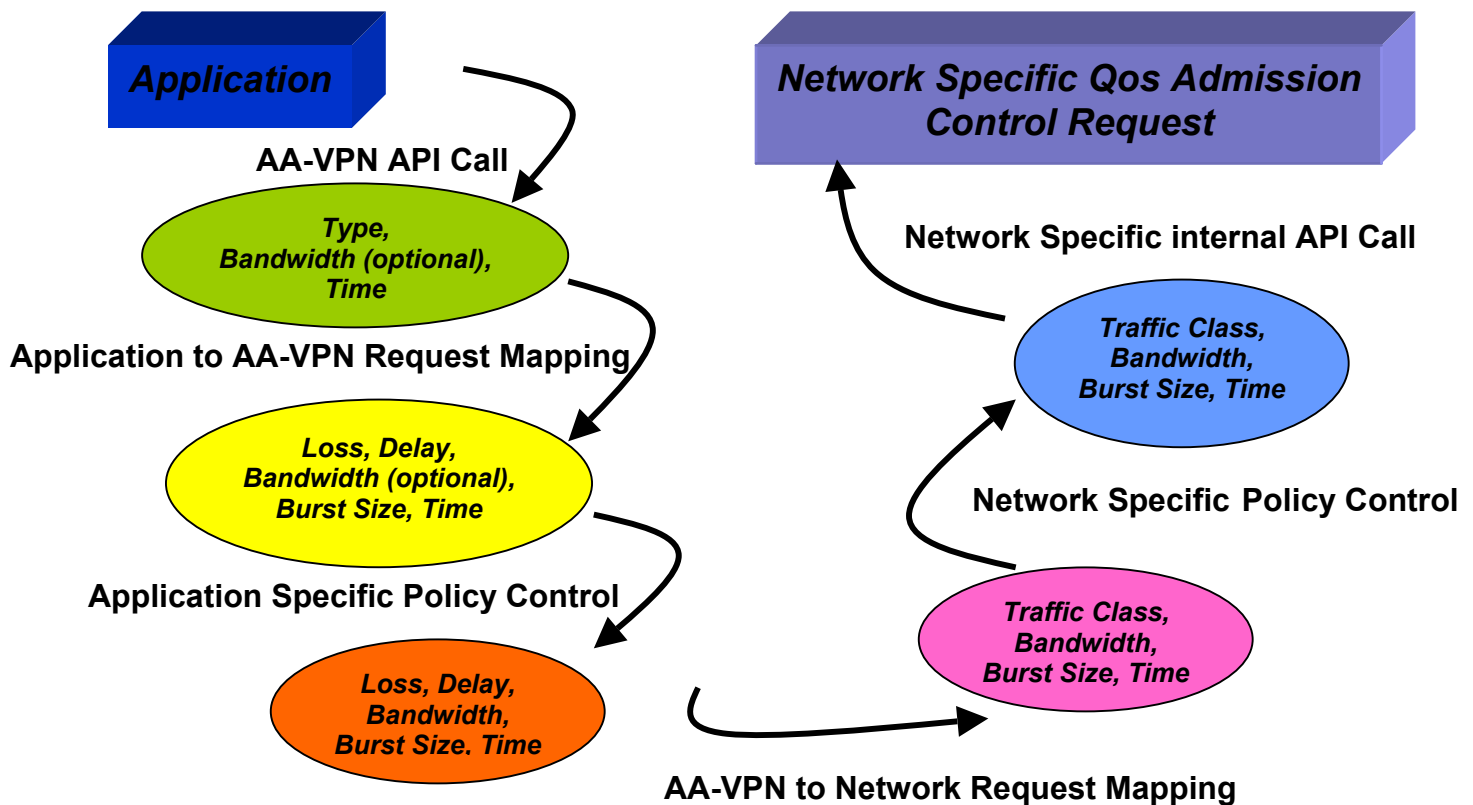 Application
AA-VPN API Call
Type,
Bandwidth (optional),
Time
Application to AA-VPN Request Mapping
Loss, Delay,
Bandwidth (optional),
Burst Size, Time
Application Specific Policy Control
Loss, Delay,
Bandwidth,
Burst Size, Time
AA-VPN to Network Request Mapping
Traffic Class,
Bandwidth,
Burst Size, Time
Network Specific Policy Control
Traffic Class,
Bandwidth,
Burst Size, Time
Network Specific internal API Call
Network Specific Qos Admission
Control Request